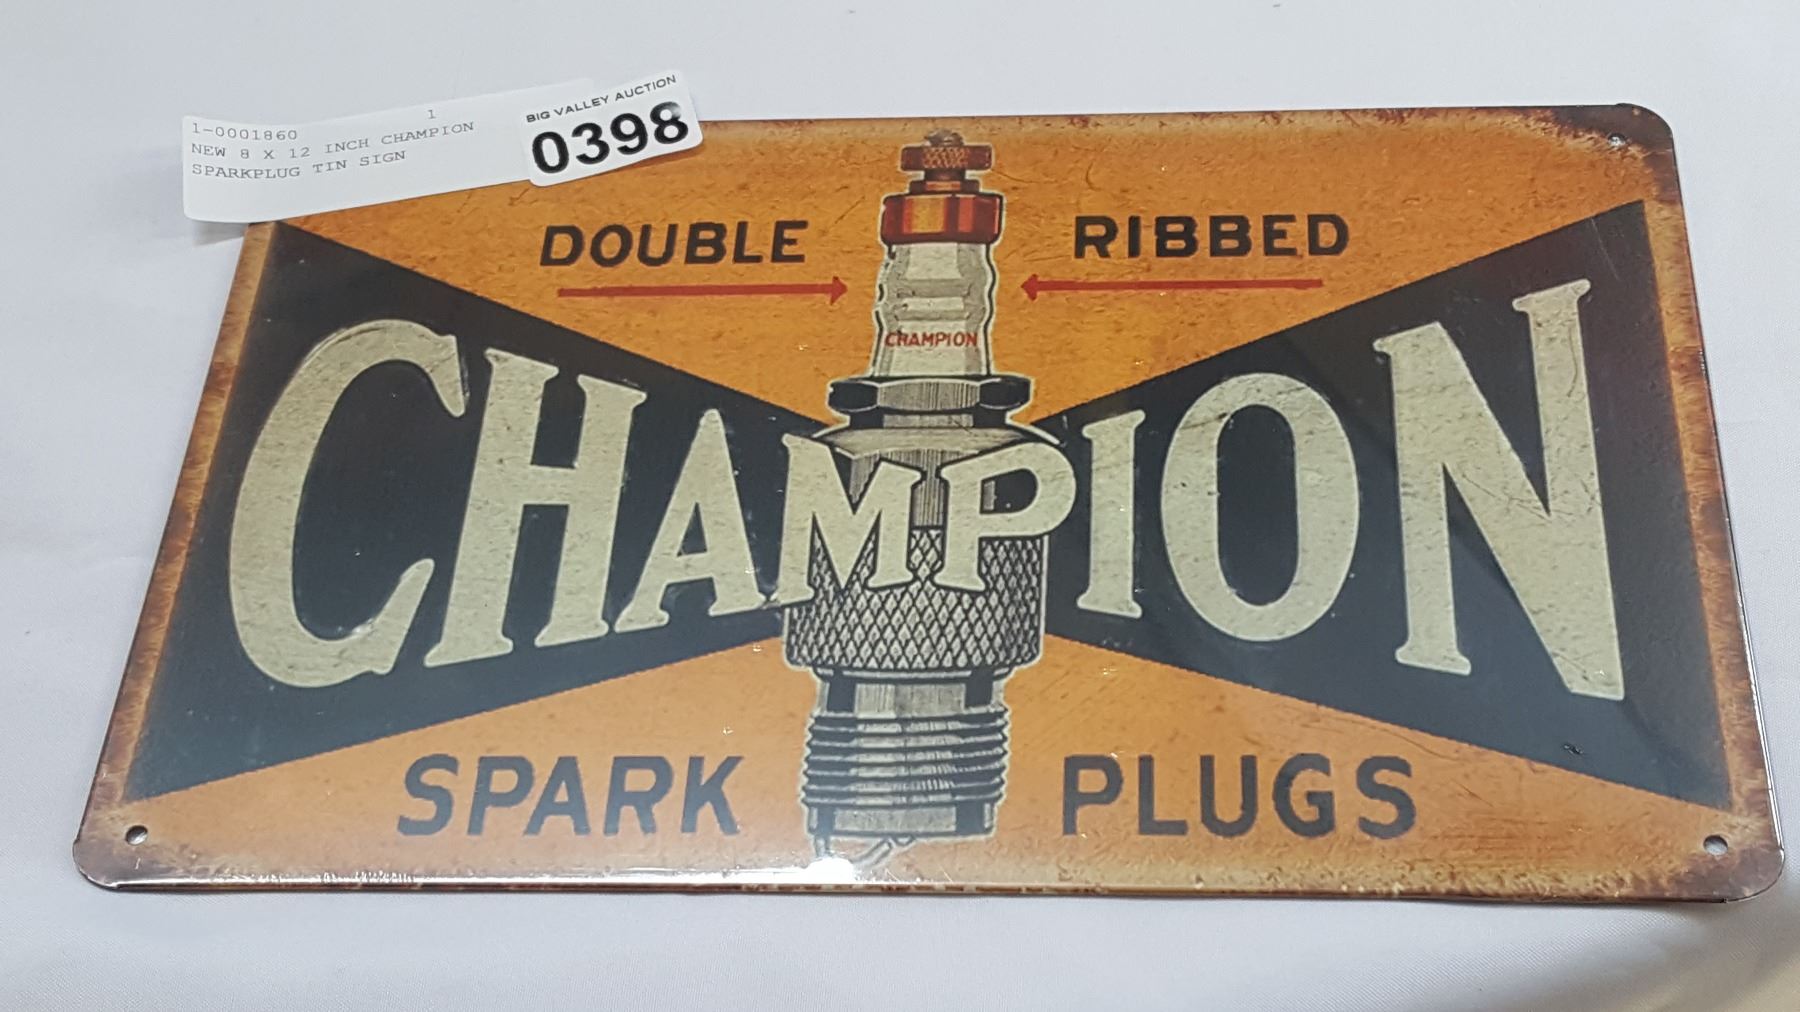 1-0001860 1
NEW 8 X 12 INCH CHAMPION
SPARKPLUG TIN SIGN
BIG VALLEY AUCTION
0398
DOUBLE RIBBED
CHAMPION
CHAMPION
SPARK PLUGS